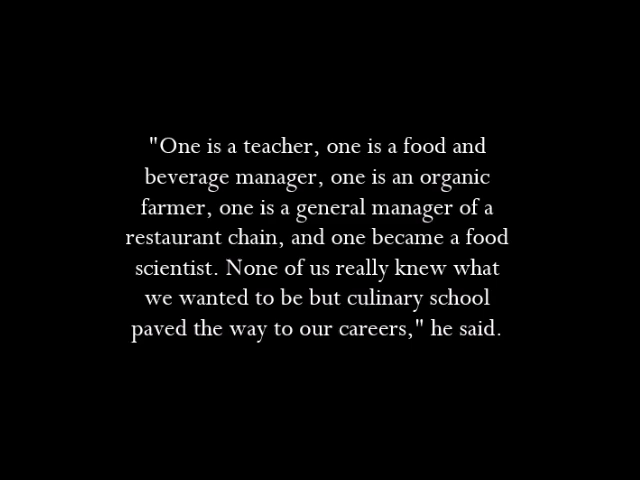 "One is a teacher, one is a food and
beverage manager, one is an organic
farmer, one is a general manager of a
restaurant chain, and one became a food
scientist. None of us really knew what
we wanted to be but culinary school
paved the way to our careers," he said.